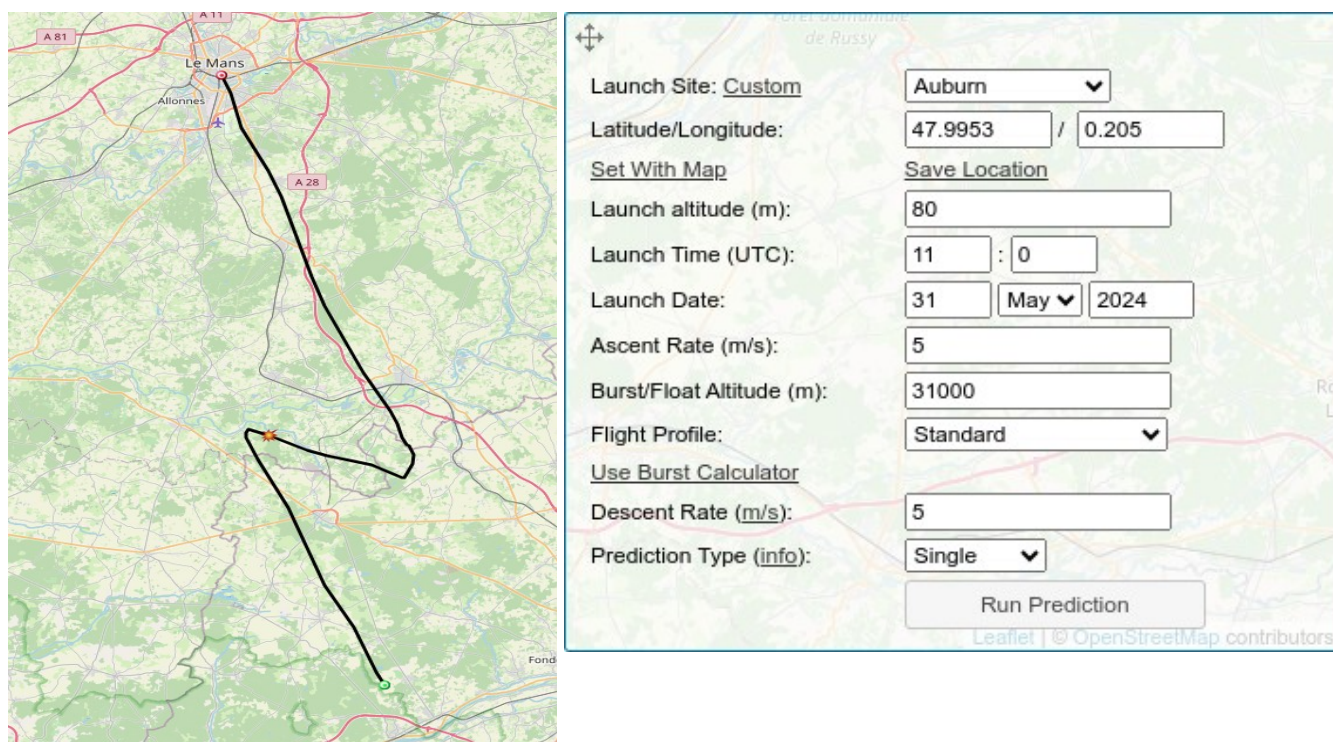 A 11
A 81
Le Mans
Allonnes
A 28
Fond
de Russy
Launch Site: Custom Auburn
Latitude/Longitude: 47.9953 / 0.205
Set With Map Save Location
Launch altitude (m): 80
Launch Time (UTC): 11 : 0
Launch Date: 31 May 2024
Ascent Rate (m/s): 5
Burst/Float Altitude (m): 31000
Flight Profile: Standard
Use Burst Calculator
Descent Rate (m/s): 5
Prediction Type (info): Single
Run Prediction
Leaflet | © OpenStreetMap contributors